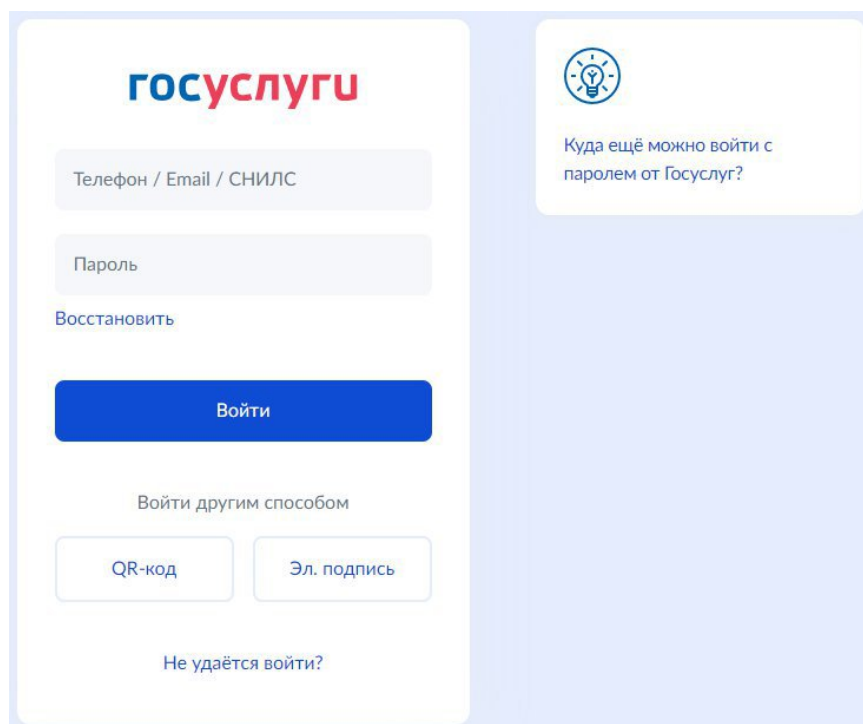 госуслуги
Телефон / Email / СНИЛС
Пароль
Восстановить
Войти
Войти другим способом
QR-код
Эл. подпись
Не удаётся войти?
Куда ещё можно войти с
паролем от Госуслуг?